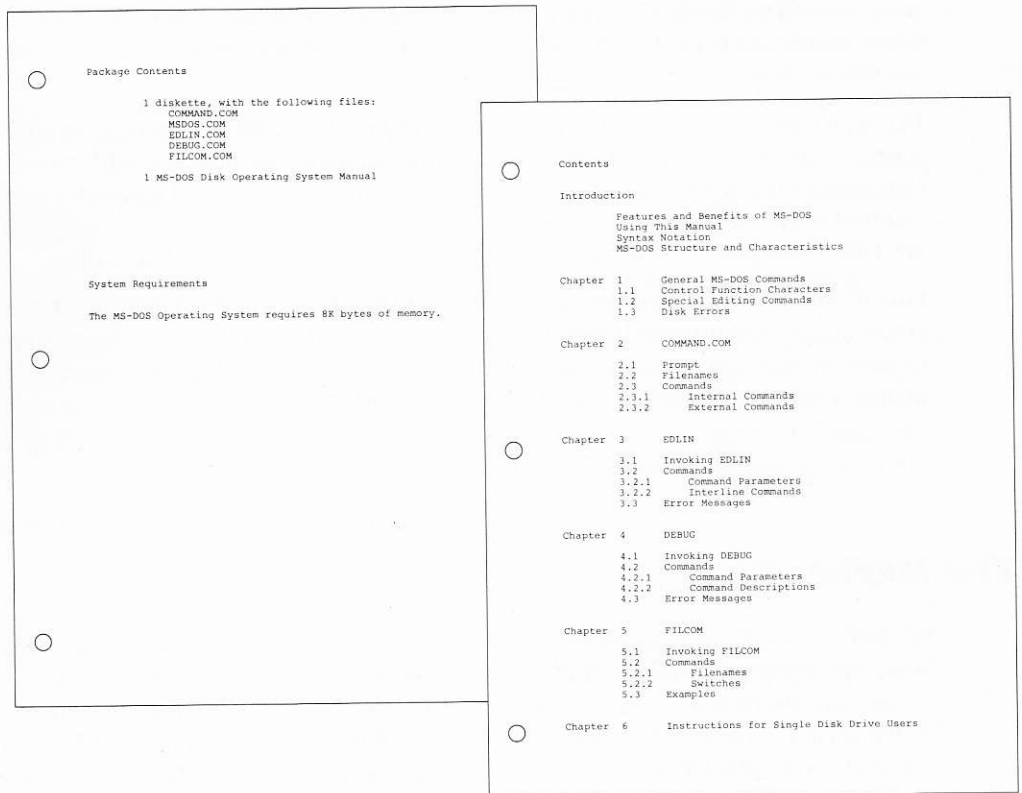 Package Contents
1 diskette, with the following files:
COMMAND.COM
MSDOS.COM
EDLIN.COM
DEBUG.COM
FILCOM.COM
1 MS-DOS Disk Operating System Manual
System Requirements
The MS-DOS Operating System requires 8K bytes of memory.
Contents
Introduction
Features and Benefits of MS-DOS
Using This Manual
Syntax Notation
MS-DOS Structure and Characteristics
Chapter 1 General MS-DOS Commands
1.1 Control Function Characters
1.2 Special Editing Commands
1.3 Disk Errors
Chapter 2 COMMAND.COM
2.1 Prompt
2.2 Filenames
2.3 Commands
2.3.1 Internal Commands
2.3.2 External Commands
Chapter 3 EDLIN
3.1 Invoking EDLIN
3.2 Commands
3.2.1 Command Parameters
3.2.2 Interline Commands
3.3 Error Messages
Chapter 4 DEBUG
4.1 Invoking DEBUG
4.2 Commands
4.2.1 Command Parameters
4.2.2 Command Descriptions
4.3 Error Messages
Chapter 5 FILCOM
5.1 Invoking FILCOM
5.2 Commands
5.2.1 Filenames
5.2.2 Switches
5.3 Examples
Chapter 6 Instructions for Single Disk Drive Users